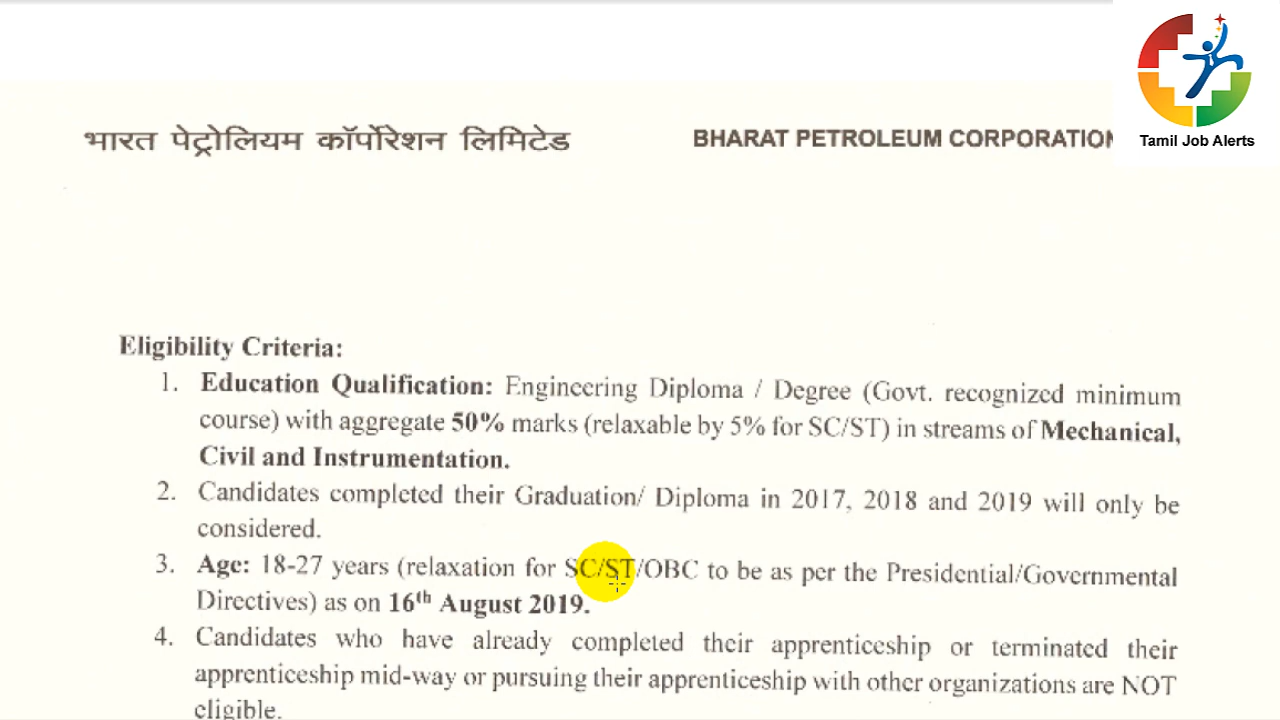 भारत पेट्रोलियम कॉर्पोरेशन लिमिटेड
BHARAT PETROLEUM CORPORATION
Tamil Job Alerts
Eligibility Criteria:
1. Education Qualification: Engineering Diploma / Degree (Govt. recognized minimum
course) with aggregate 50% marks (relaxable by 5% for SC/ST) in streams of Mechanical,
Civil and Instrumentation.
2. Candidates completed their Graduation/ Diploma in 2017, 2018 and 2019 will only be
considered.
3. Age: 18-27 years (relaxation for SC/ST/OBC to be as per the Presidential/Governmental
Directives) as on 16th August 2019.
4. Candidates who have already completed their apprenticeship or terminated their
apprenticeship mid-way or pursuing their apprenticeship with other organizations are NOT
eligible.